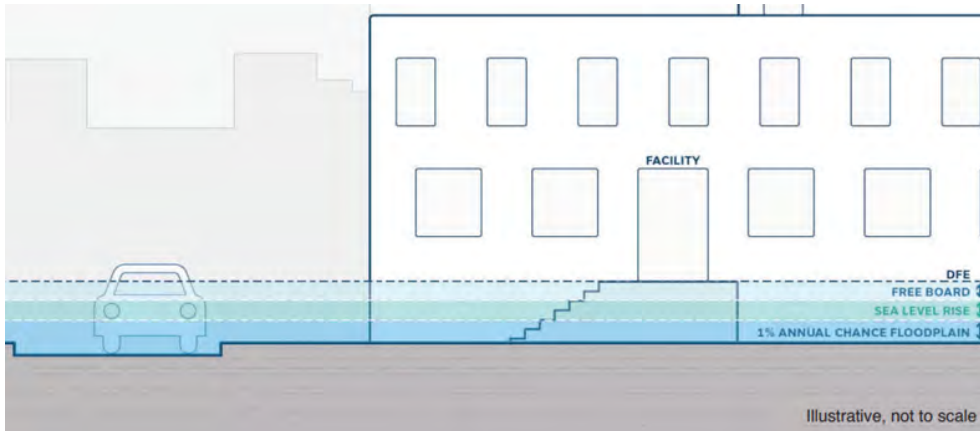 FACILITY
DFE
FREE BOARD
SEA LEVEL RISE
1% ANNUAL CHANCE FLOODPLAIN
Illustrative, not to scale